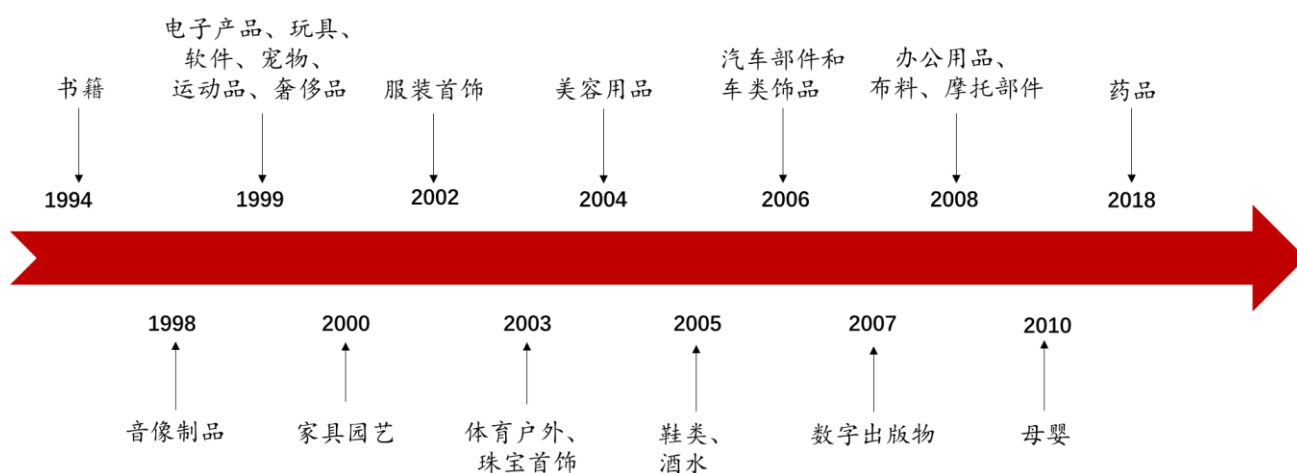 电子产品、玩具、
软件、宠物、
运动品、奢侈品
书籍
服装首饰
美容用品
汽车部件和
车类饰品
办公用品、
布料、摩托部件
药品
1994
1999
2002
2004
2006
2008
2018
1998
2000
2003
2005
2007
2010
音像制品
家具园艺
体育户外、
珠宝首饰
鞋类、
酒水
数字出版物
母婴